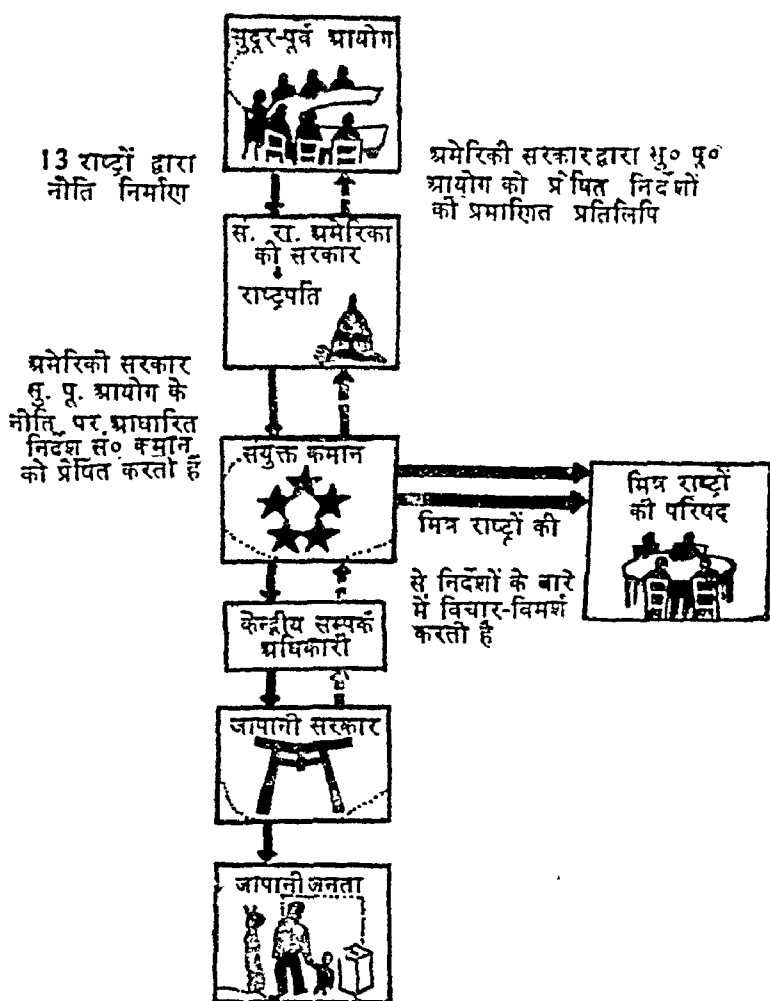 सुदूर-पूर्व आयोग
13 राष्ट्रों द्वारा
नीति निर्माण
अमेरिकी सरकार द्वारा सु० पू०
आयोग को प्रेषित निर्देशों
की प्रमाणित प्रतिलिपि
स. रा. अमेरिका
की सरकार
राष्ट्रपति
अमेरिकी सरकार
सु. पू. आयोग के
नीति पर आधारित
निर्देश सं० कमान
को प्रेषित करती है
सयुक्त कमान
मित्र राष्ट्रों
की परिषद
मित्र राष्ट्रों की
से निर्देशों के बारे
में विचार-विमर्श
करती है
केन्द्रीय सम्पर्क
अधिकारी
जापानी सरकार
जापानी जनता